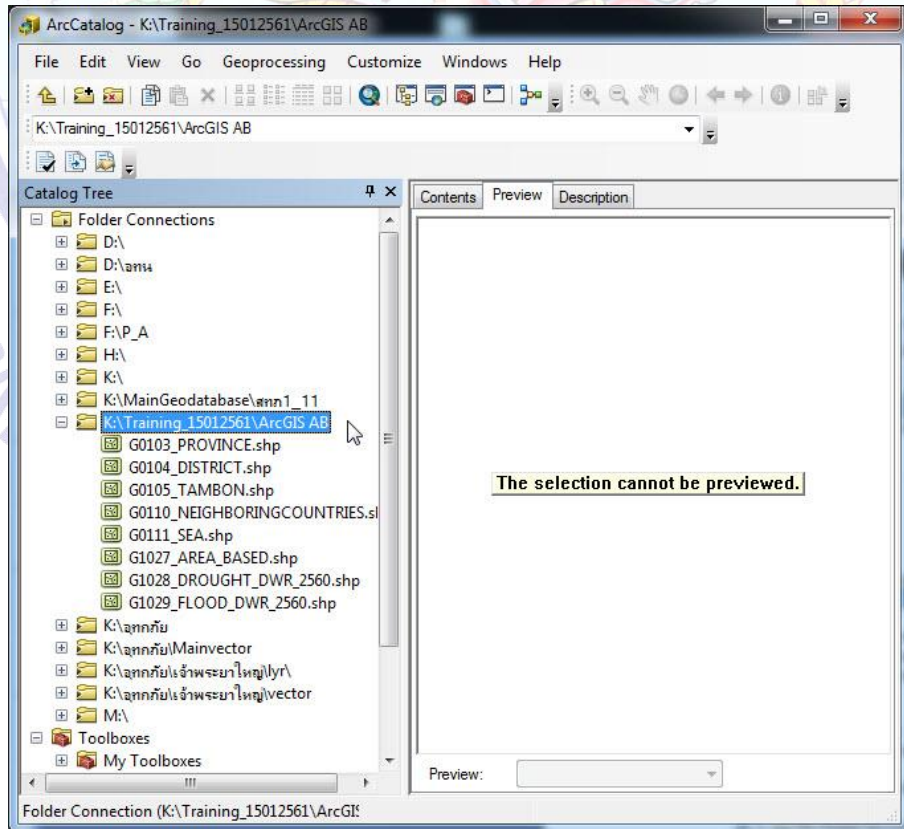 ArcCatalog - K:\Training_15012561\ArcGIS AB
File Edit View Go Geoprocessing Customize Windows Help
K:\Training_15012561\ArcGIS AB
Catalog Tree
Contents Preview Description
Folder Connections
D:\
D:\อทน
E:\
F:\
F:\P_A
H:\
K:\
K:\MainGeodatabase\สทภ1_11
K:\Training_15012561\ArcGIS AB
G0103_PROVINCE.shp
G0104_DISTRICT.shp
G0105_TAMBON.shp
G0110_NEIGHBORINGCOUNTRIES.sl
G0111_SEA.shp
G1027_AREA_BASED.shp
G1028_DROUGHT_DWR_2560.shp
G1029_FLOOD_DWR_2560.shp
K:\อุทกภัย
K:\อุทกภัย\Mainvector
K:\อุทกภัย\เจ้าพระยาใหญ่\lyr\
K:\อุทกภัย\เจ้าพระยาใหญ่\vector
M:\
Toolboxes
My Toolboxes
The selection cannot be previewed.
Preview:
Folder Connection (K:\Training_15012561\ArcGIS